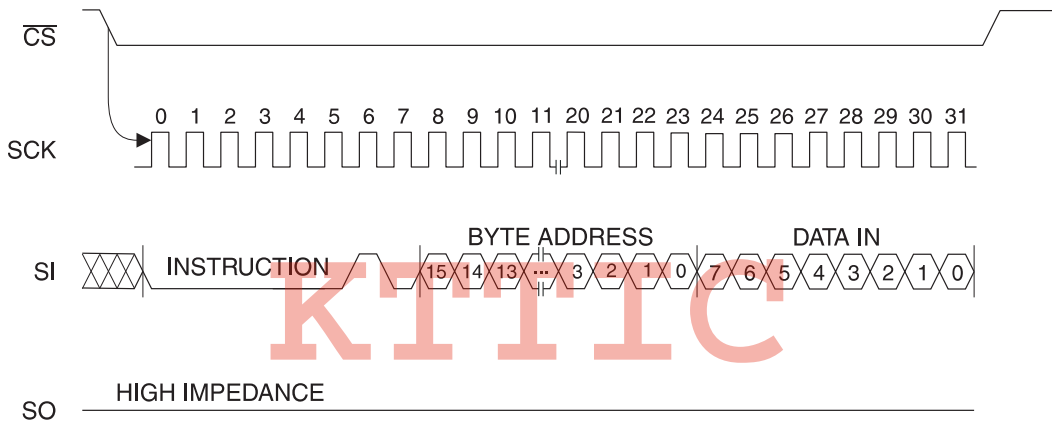 CS
0 1 2 3 4 5 6 7 8 9 10 11 20 21 22 23 24 25 26 27 28 29 30 31
SCK
BYTE ADDRESS DATA IN
SI INSTRUCTION 15 14 13 ... 3 2 1 0 7 6 5 4 3 2 1 0
KTTIC
HIGH IMPEDANCE
SO